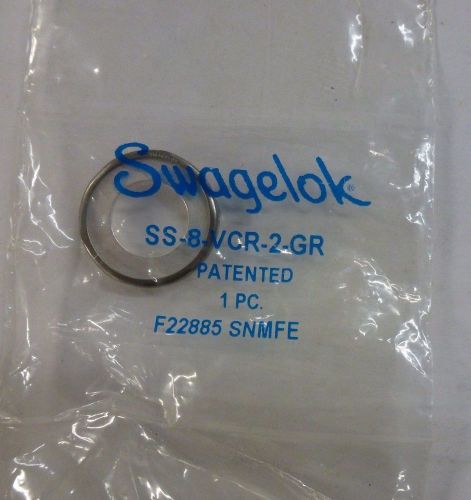 Swagelok®
SS-8-VCR-2-GR
PATENTED
1 PC.
F22885 SNMFE